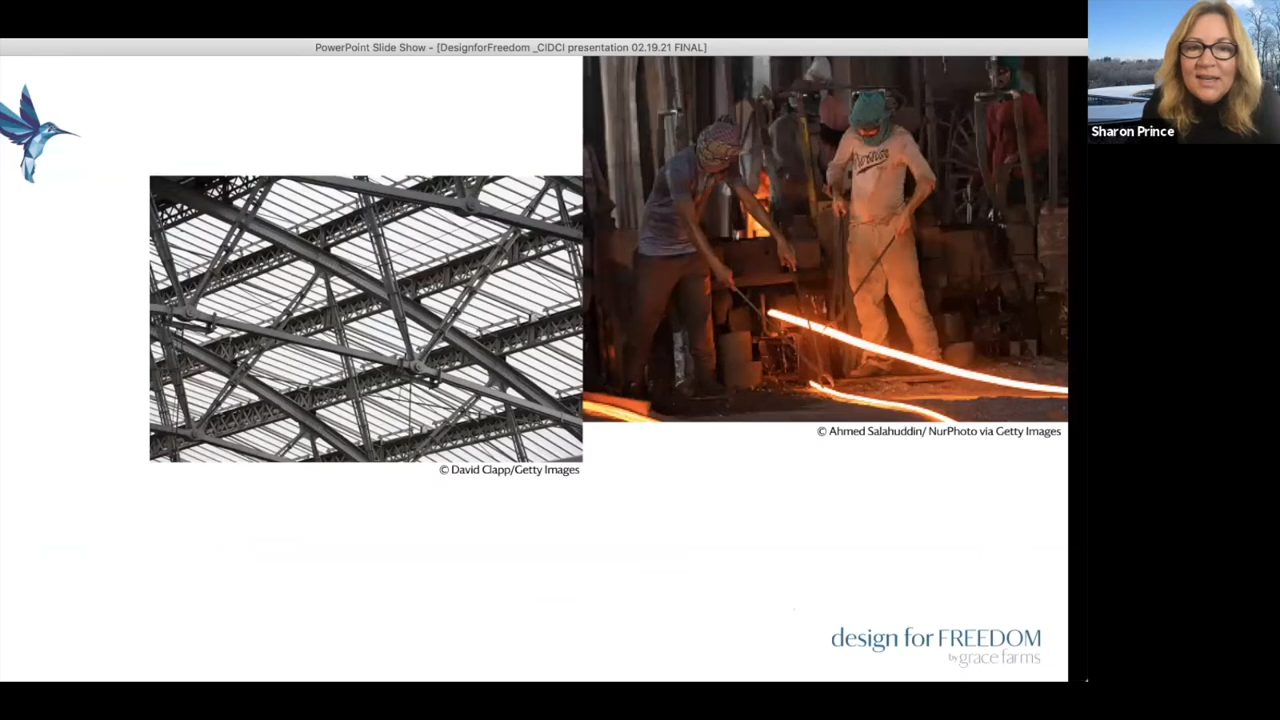 PowerPoint Slide Show - [DesignforFreedom _CIDCI presentation 02.19.21 FINAL]
Sharon Prince
© Ahmed Salahuddin/ NurPhoto via Getty Images
© David Clapp/Getty Images
design for FREEDOM
by grace farms